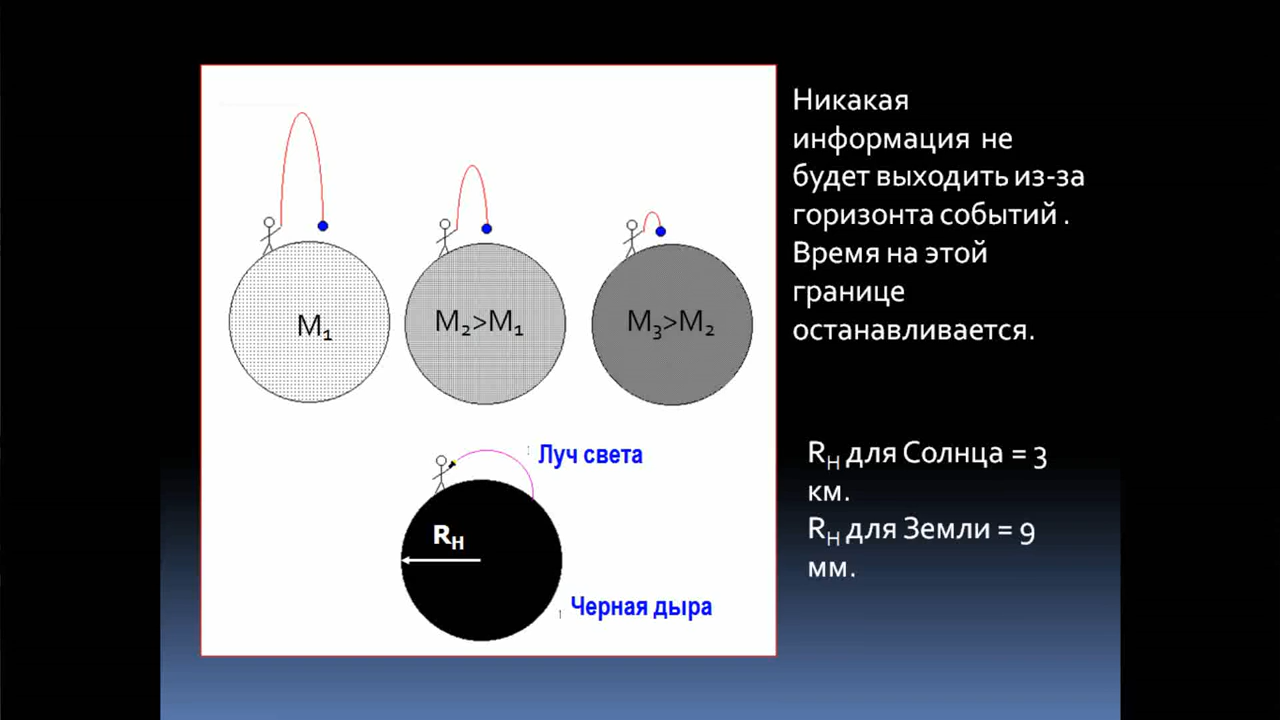 Никакая
информация не
будет выходить из-за
горизонта событий .
Время на этой
границе
останавливается.
M₁
M₂>M₁
M₃>M₂
Луч света
R_H
Черная дыра
R_H для Солнца = 3
км.
R_H для Земли = 9
мм.